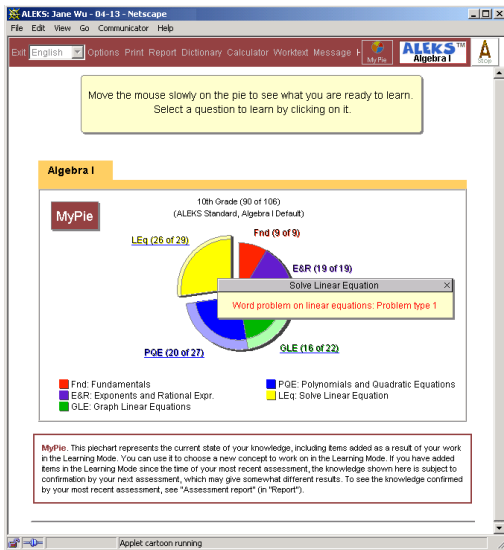 ALEKS: Jane Wu - 04-13 - Netscape
File Edit View Go Communicator Help
Exit English Options Print Report Dictionary Calculator Worktext Message H MyPie ALEKS™ Algebra I Stop
Move the mouse slowly on the pie to see what you are ready to learn.
Select a question to learn by clicking on it.
Algebra I
10th Grade (90 of 106)
(ALEKS Standard, Algebra I Default)
MyPie
Fnd (9 of 9)
LEq (26 of 29)
E&R (19 of 19)
Solve Linear Equation ×
Word problem on linear equations: Problem type 1
GLE (16 of 22)
PQE (20 of 27)
Fnd: Fundamentals
E&R: Exponents and Rational Expr.
GLE: Graph Linear Equations
PQE: Polynomials and Quadratic Equations
LEq: Solve Linear Equation
MyPie. This piechart represents the current state of your knowledge, including items added as a result of your work
in the Learning Mode. You can use it to choose a new concept to work on in the Learning Mode. If you have added
items in the Learning Mode since the time of your most recent assessment, the knowledge shown here is subject to
confirmation by your next assessment, which may give somewhat different results. To see the knowledge confirmed
by your most recent assessment, see "Assessment report" (in "Report").
Applet cartoon running